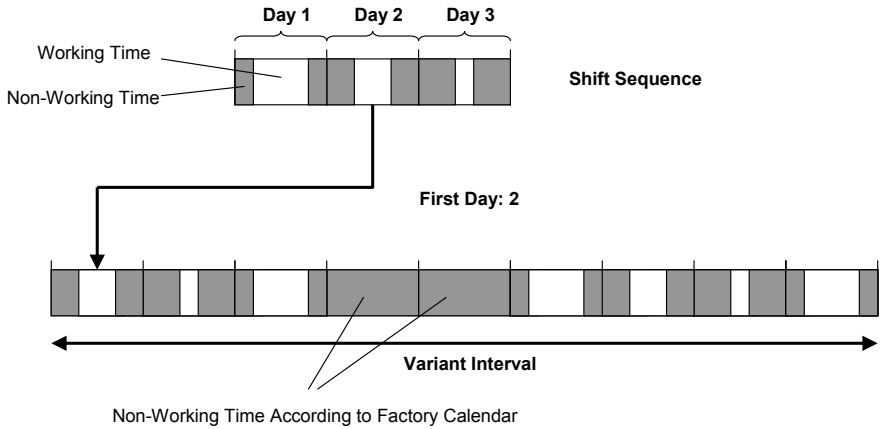 Day 1 Day 2 Day 3
Working Time
Non-Working Time
Shift Sequence
First Day: 2
Variant Interval
Non-Working Time According to Factory Calendar